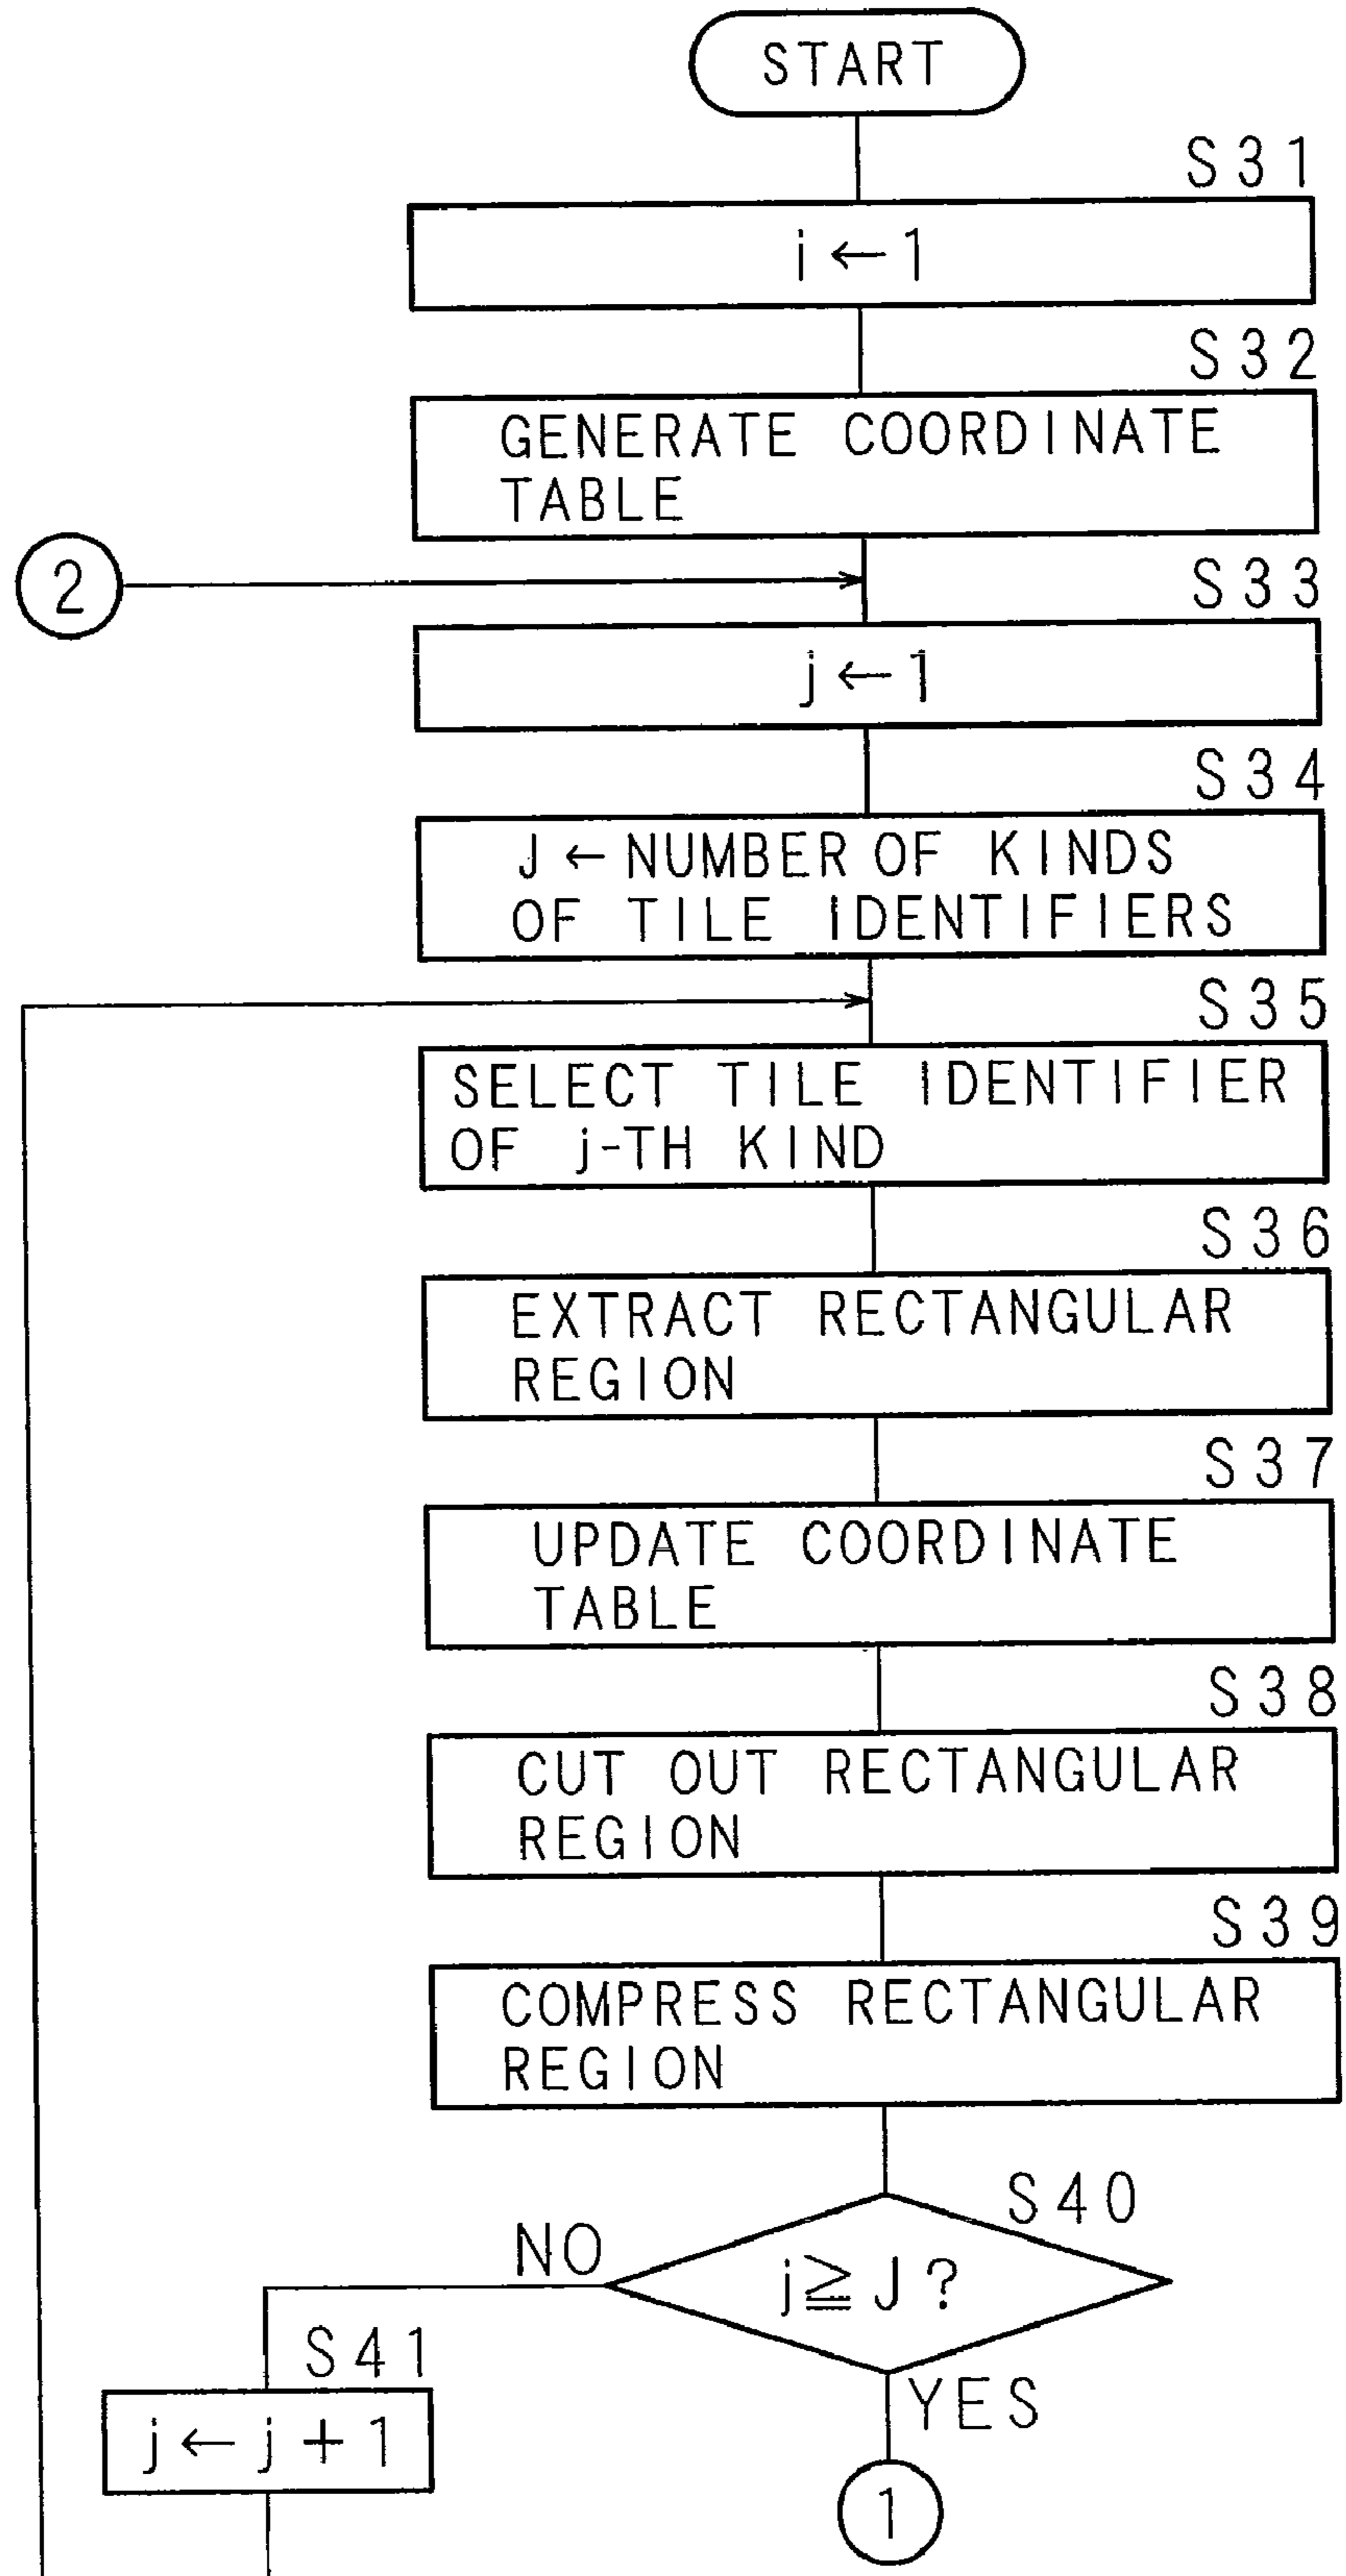 START
S31
i←1
S32
GENERATE COORDINATE
TABLE
2
S33
j←1
S34
J←NUMBER OF KINDS
OF TILE IDENTIFIERS
S35
SELECT TILE IDENTIFIER
OF j-TH KIND
S36
EXTRACT RECTANGULAR
REGION
S37
UPDATE COORDINATE
TABLE
S38
CUT OUT RECTANGULAR
REGION
S39
COMPRESS RECTANGULAR
REGION
S40
NO
j≧J?
S41
YES
j←j+1
1